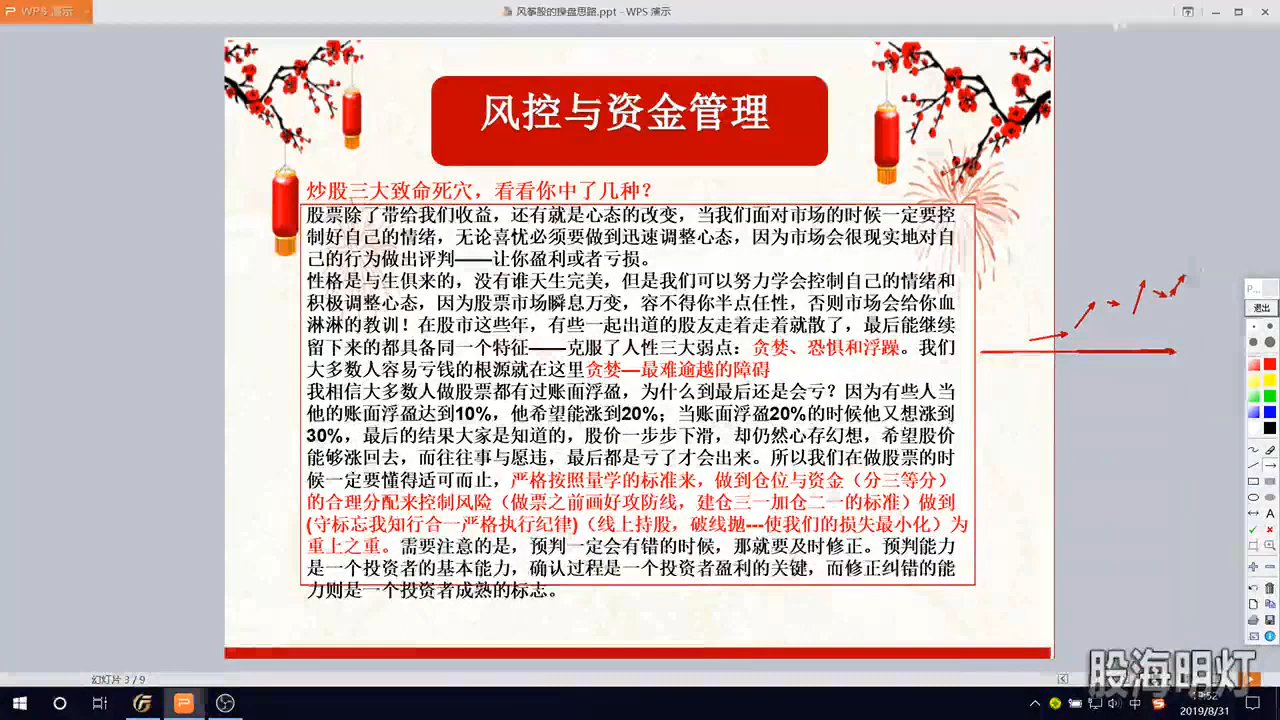 WPS 演示
风筝股的操盘思路.ppt - WPS 演示
风控与资金管理
炒股三大致命死穴，看看你中了几种？
股票除了带给我们收益，还有就是心态的改变，当我们面对市场的时候一定要控
制好自己的情绪，无论喜忧必须要做到迅速调整心态，因为市场会很现实地对自
己的行为做出评判——让你盈利或者亏损。
性格是与生俱来的，没有谁天生完美，但是我们可以努力学会控制自己的情绪和
积极调整心态，因为股票市场瞬息万变，容不得你半点任性，否则市场会给你血
淋淋的教训！在股市这些年，有些一起出道的股友走着走着就散了，最后能继续
留下来的都具备同一个特征——克服了人性三大弱点：贪婪、恐惧和浮躁。我们
大多数人容易亏钱的根源就在这里贪婪—最难逾越的障碍
我相信大多数人做股票都有过账面浮盈，为什么到最后还是会亏？因为有些人当
他的账面浮盈达到10%，他希望能涨到20%；当账面浮盈20%的时候他又想涨到
30%，最后的结果大家是知道的，股价一步步下滑，却仍然心存幻想，希望股价
能够涨回去，而往往事与愿违，最后都是亏了才会出来。所以我们在做股票的时
候一定要懂得适可而止，严格按照量学的标准来，做到仓位与资金（分三等分）
的合理分配来控制风险（做票之前画好攻防线，建仓三一加仓二一的标准）做到
(守标忘我知行合一严格执行纪律)（线上持股，破线抛---使我们的损失最小化）为
重上之重。需要注意的是，预判一定会有错的时候，那就要及时修正。预判能力
是一个投资者的基本能力，确认过程是一个投资者盈利的关键，而修正纠错的能
力则是一个投资者成熟的标志。
P...
退出
A
幻灯片 3 / 9
股海明灯
中
19:52
2019/8/31